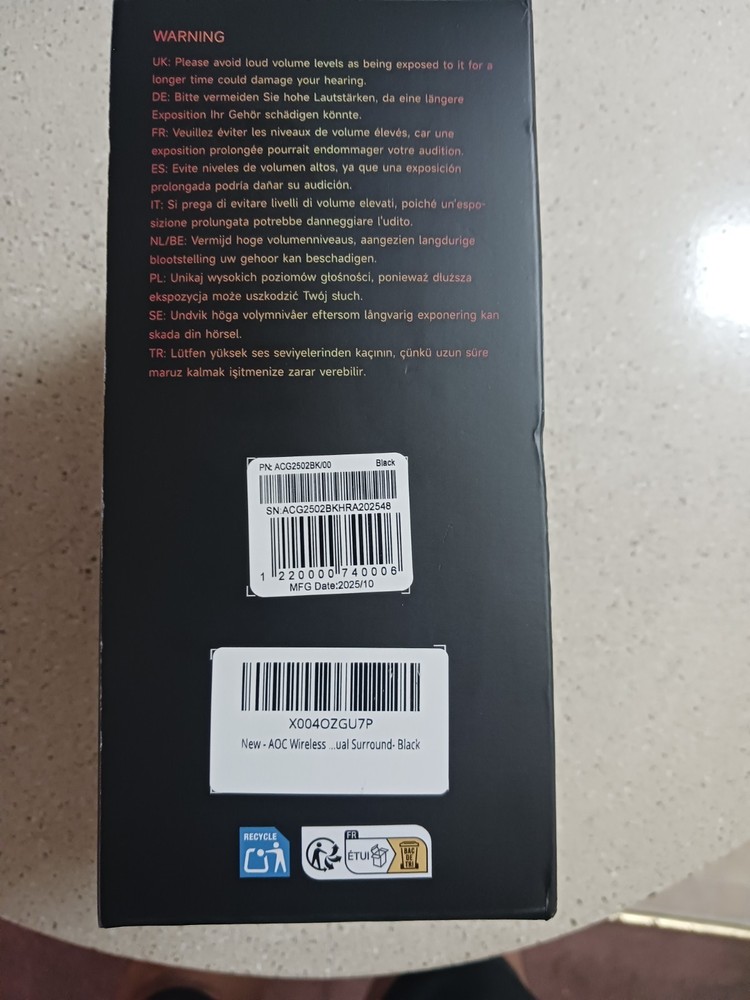 WARNING
UK: Please avoid loud volume levels as being exposed to it for a
longer time could damage your hearing.
DE: Bitte vermeiden Sie hohe Lautstärken, da eine längere
Exposition Ihr Gehör schädigen könnte.
FR: Veuillez éviter les niveaux de volume élevés, car une
exposition prolongée pourrait endommager votre audition.
ES: Evite niveles de volumen altos, ya que una exposición
prolongada podría dañar su audición.
IT: Si prega di evitare livelli di volume elevati, poiché un'espo-
sizione prolungata potrebbe danneggiare l'udito.
NL/BE: Vermijd hoge volumenniveaus, aangezien langdurige
blootstelling uw gehoor kan beschadigen.
PL: Unikaj wysokich poziomów głośności, ponieważ dłuższa
ekspozycja może uszkodzić Twój słuch.
SE: Undvik höga volymnivåer eftersom långvarig exponering kan
skada din hörsel.
TR: Lütfen yüksek ses seviyelerinden kaçının, çünkü uzun süre
maruz kalmak işitmenize zarar verebilir.
PN: ACG2502BK/00 Black
SN:ACG2502BKHRA202548
1 220000 740006
MFG Date:2025/10
X004OZGU7P
New - AOC Wireless ...ual Surround- Black
RECYCLE
FR
ÉTUI
BAC
DE
TRI